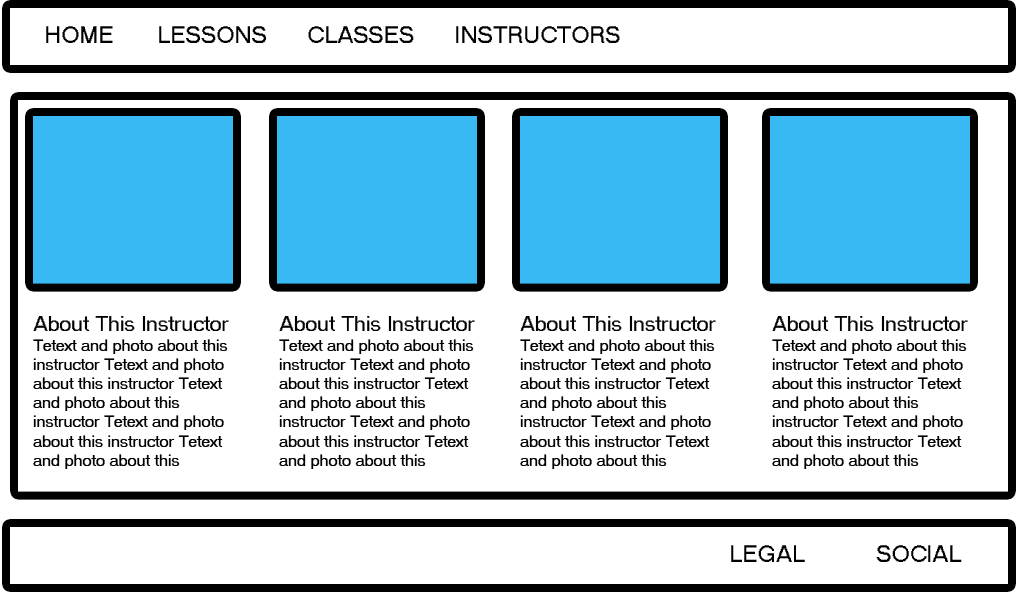 HOME LESSONS CLASSES INSTRUCTORS
About This Instructor
Tetext and photo about this
instructor Tetext and photo
about this instructor Tetext
and photo about this
instructor Tetext and photo
about this instructor Tetext
and photo about this
About This Instructor
Tetext and photo about this
instructor Tetext and photo
about this instructor Tetext
and photo about this
instructor Tetext and photo
about this instructor Tetext
and photo about this
About This Instructor
Tetext and photo about this
instructor Tetext and photo
about this instructor Tetext
and photo about this
instructor Tetext and photo
about this instructor Tetext
and photo about this
About This Instructor
Tetext and photo about this
instructor Tetext and photo
about this instructor Tetext
and photo about this
instructor Tetext and photo
about this instructor Tetext
and photo about this
LEGAL SOCIAL